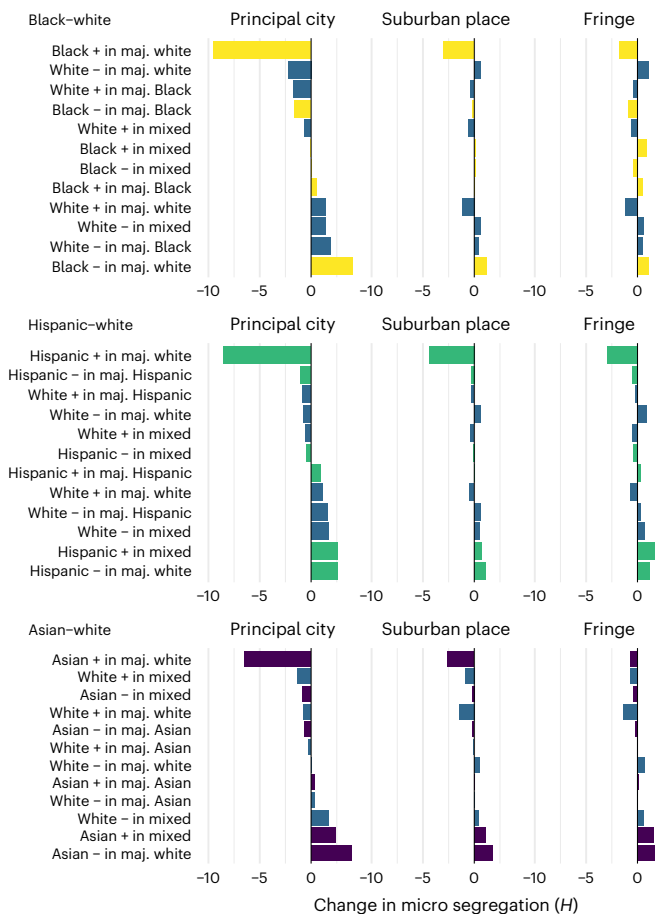 Black–white Principal city Suburban place Fringe
Black + in maj. white
White − in maj. white
White + in maj. Black
Black − in maj. Black
White + in mixed
Black + in mixed
Black − in mixed
Black + in maj. Black
White + in maj. white
White − in mixed
White − in maj. Black
Black − in maj. white
−10 −5 0 −10 −5 0 −10 −5 0
Hispanic–white Principal city Suburban place Fringe
Hispanic + in maj. white
Hispanic − in maj. Hispanic
White + in maj. Hispanic
White − in maj. white
White + in mixed
Hispanic − in mixed
Hispanic + in maj. Hispanic
White + in maj. white
White − in maj. Hispanic
White − in mixed
Hispanic + in mixed
Hispanic − in maj. white
−10 −5 0 −10 −5 0 −10 −5 0
Asian–white Principal city Suburban place Fringe
Asian + in maj. white
White + in mixed
Asian − in mixed
White + in maj. white
Asian − in maj. Asian
White + in maj. Asian
White − in maj. white
Asian + in maj. Asian
White − in maj. Asian
White − in mixed
Asian + in mixed
Asian − in maj. white
−10 −5 0 −10 −5 0 −10 −5 0
Change in micro segregation (H)